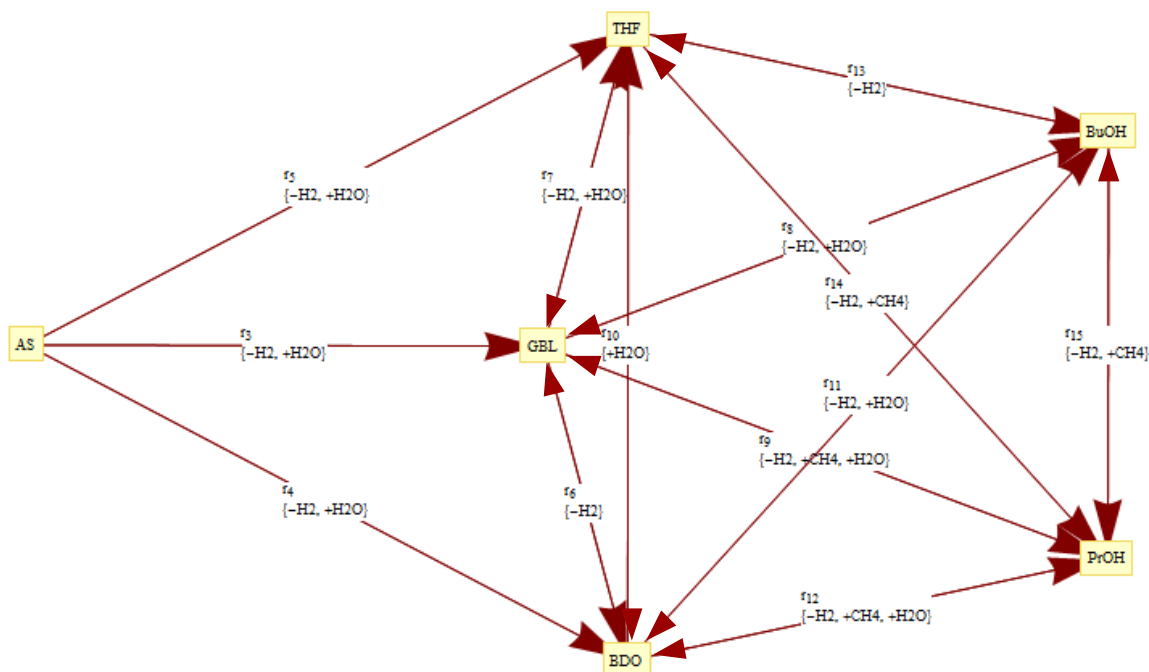 THF
r13
{−H2}
BuOH
r5
{−H2, +H2O}
r7
{−H2, +H2O}
r8
{−H2, +H2O}
r14
{−H2, +CH4}
AS
r3
{−H2, +H2O}
GBL
r10
{+H2O}
r15
{−H2, +CH4}
r11
{−H2, +H2O}
r9
{−H2, +CH4, +H2O}
r4
{−H2, +H2O}
r6
{−H2}
PrOH
r12
{−H2, +CH4, +H2O}
BDO